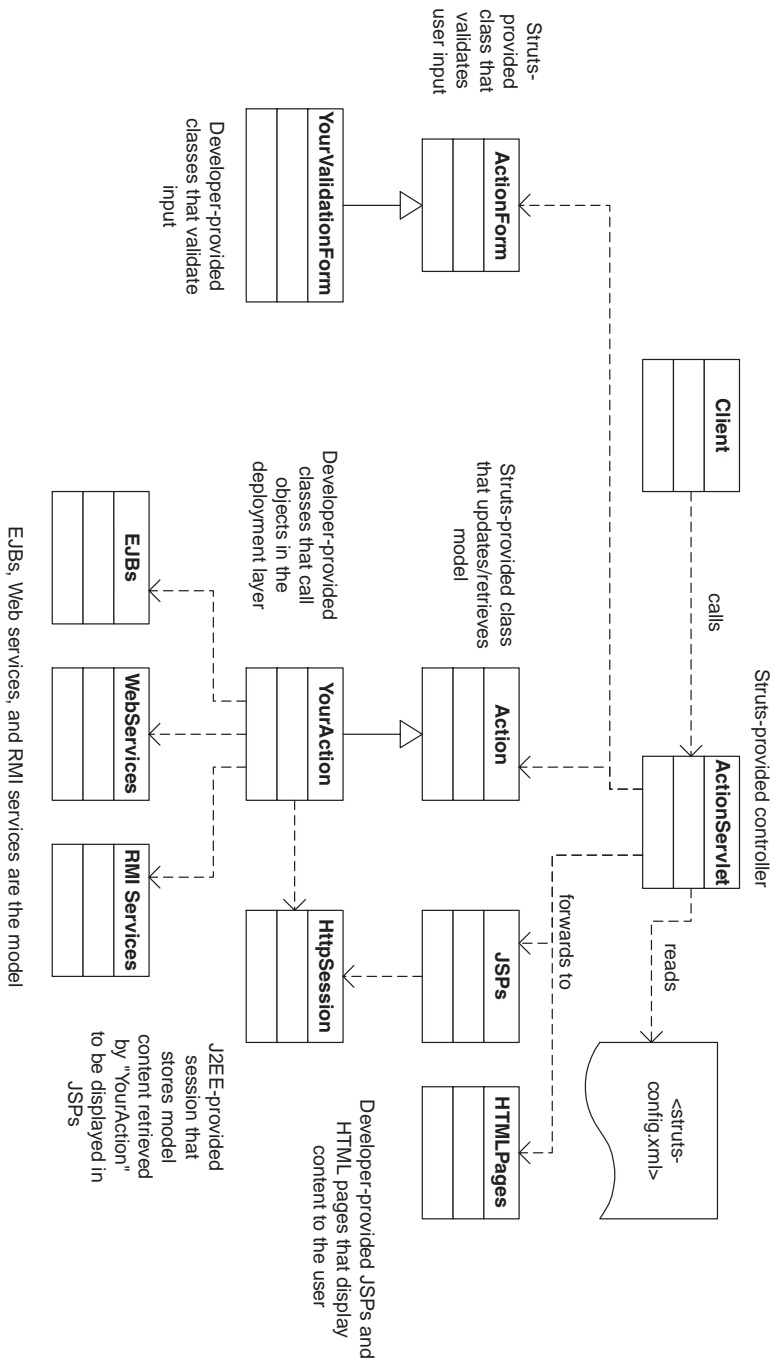 Struts-provided controller
Client
calls
ActionServlet
reads
<struts-
config.xml>
forwards to
Struts-
provided
class that
validates
user input
ActionForm
Struts-provided class
that updates/retrieves
model
Action
JSPs
HTMLPages
Developer-provided JSPs and
HTML pages that display
content to the user
YourValidationForm
Developer-provided
classes that validate
input
Developer-provided
classes that call
objects in the
deployment layer
YourAction
HttpSession
J2EE-provided
session that
stores model
content retrieved
by "YourAction"
to be displayed in
JSPs
EJBs
WebServices
RMI Services
EJBs, Web services, and RMI services are the model